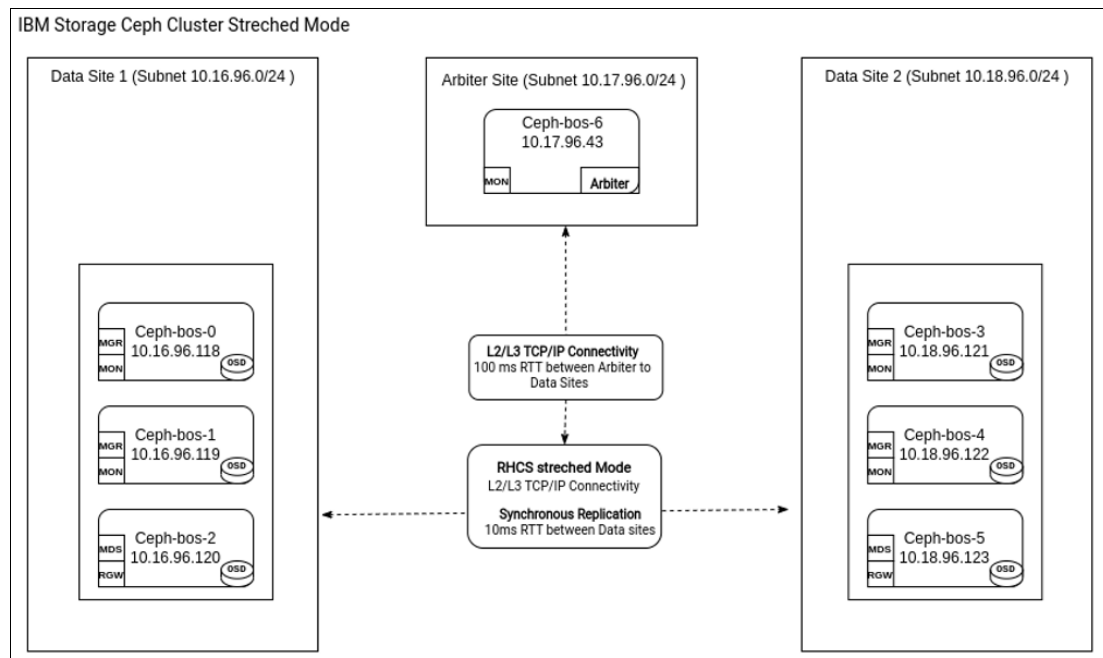 IBM Storage Ceph Cluster Streched Mode
Data Site 1 (Subnet 10.16.96.0/24 )
Ceph-bos-0
10.16.96.118
MGR
MON
OSD
Ceph-bos-1
10.16.96.119
MGR
MON
OSD
Ceph-bos-2
10.16.96.120
MDS
RGW
OSD
Arbiter Site (Subnet 10.17.96.0/24 )
Ceph-bos-6
10.17.96.43
MON
Arbiter
L2/L3 TCP/IP Connectivity
100 ms RTT between Arbiter to
Data Sites
RHCS streched Mode
L2/L3 TCP/IP Connectivity
Synchronous Replication
10ms RTT between Data sites
Data Site 2 (Subnet 10.18.96.0/24 )
Ceph-bos-3
10.18.96.121
MGR
MON
OSD
Ceph-bos-4
10.18.96.122
MGR
MON
OSD
Ceph-bos-5
10.18.96.123
MDS
RGW
OSD